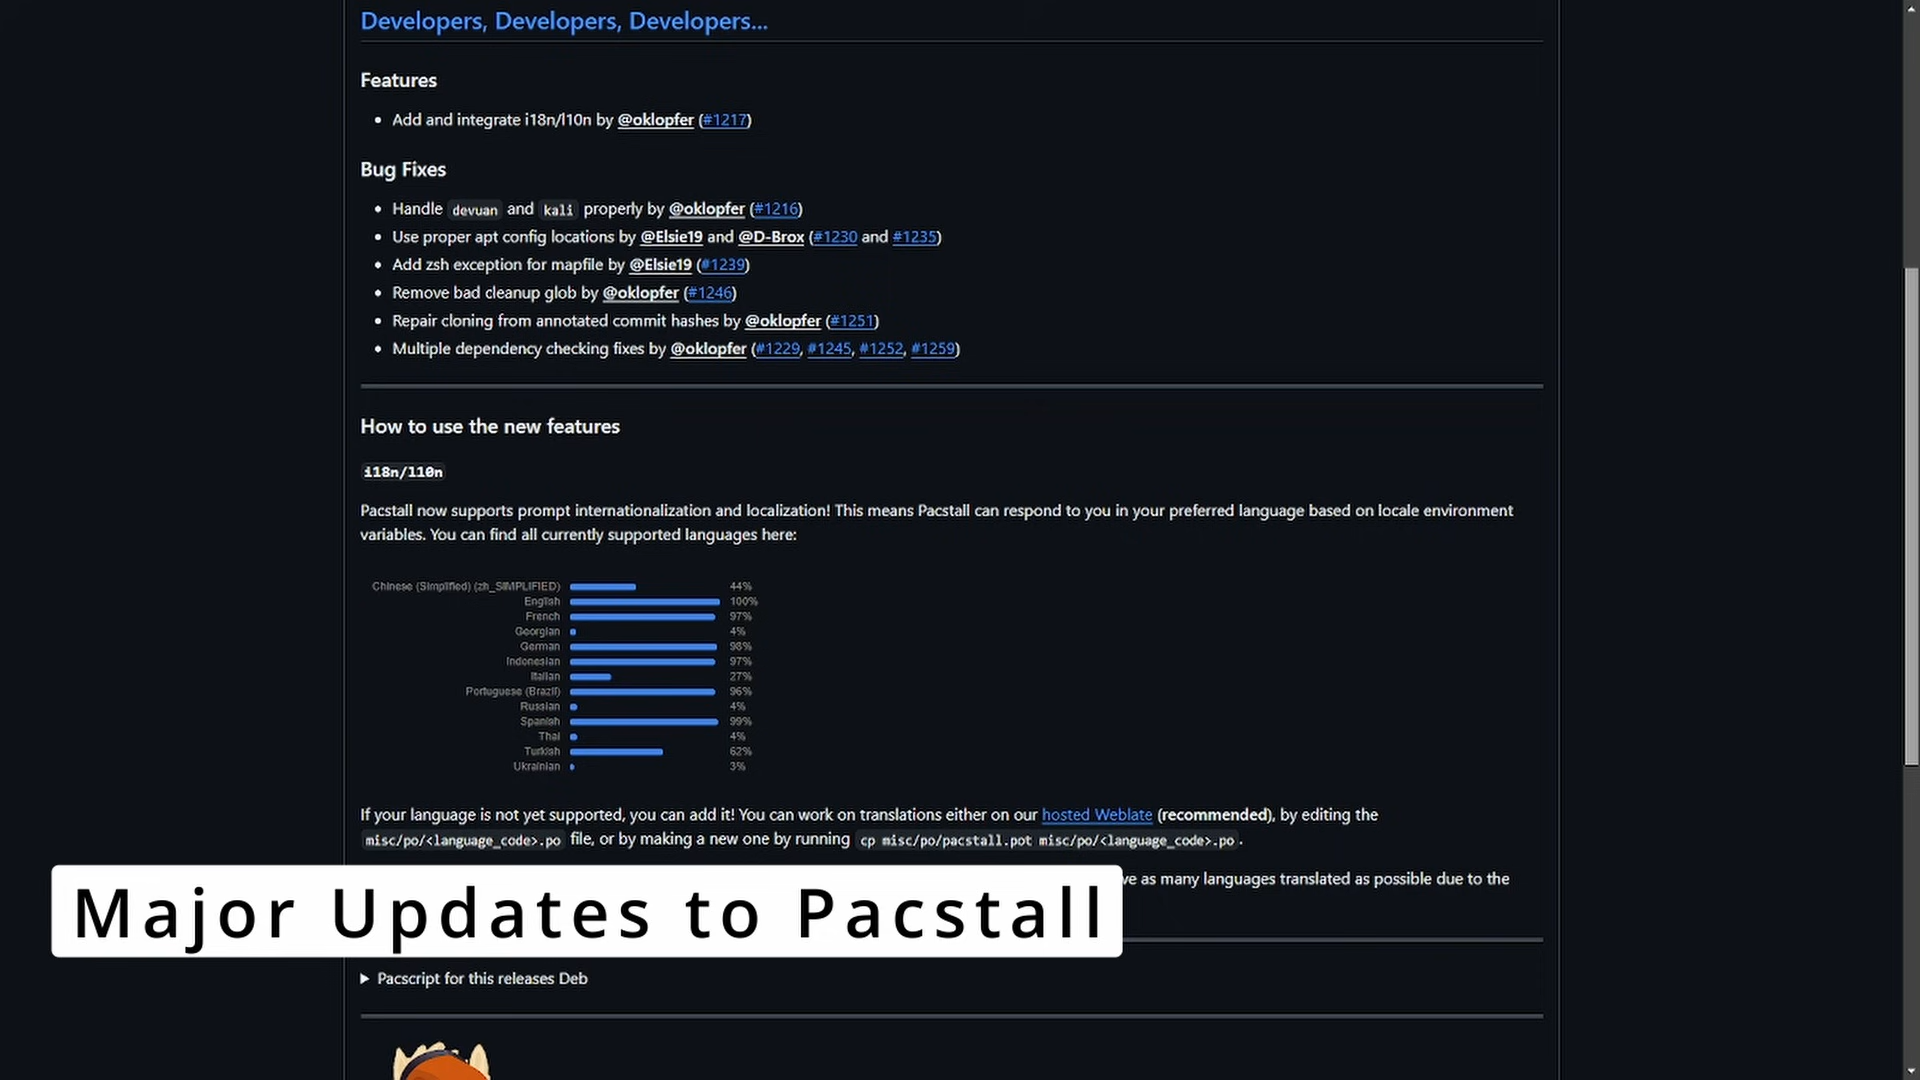 Developers, Developers, Developers...
Features
• Add and integrate i18n/l10n by @oklopfer (#1217)
Bug Fixes
• Handle devuan and kali properly by @oklopfer (#1216)
• Use proper apt config locations by @Elsie19 and @D-Brox (#1230 and #1235)
• Add zsh exception for mapfile by @Elsie19 (#1239)
• Remove bad cleanup glob by @oklopfer (#1246)
• Repair cloning from annotated commit hashes by @oklopfer (#1251)
• Multiple dependency checking fixes by @oklopfer (#1229, #1245, #1252, #1259)
How to use the new features
i18n/l10n
Pacstall now supports prompt internationalization and localization! This means Pacstall can respond to you in your preferred language based on locale environment
variables. You can find all currently supported languages here:
Chinese (Simplified) (zh_SIMPLIFIED) 44%
English 100%
French 97%
Georgian 4%
German 98%
Indonesian 97%
Italian 27%
Portuguese (Brazil) 96%
Russian 4%
Spanish 99%
Thai 4%
Turkish 62%
Ukrainian 3%
If your language is not yet supported, you can add it! You can work on translations either on our hosted Weblate (recommended), by editing the
misc/po/<language_code>.po file, or by making a new one by running cp misc/po/pacstall.pot misc/po/<language_code>.po.
ve as many languages translated as possible due to the
Major Updates to Pacstall
▶ Pacscript for this releases Deb